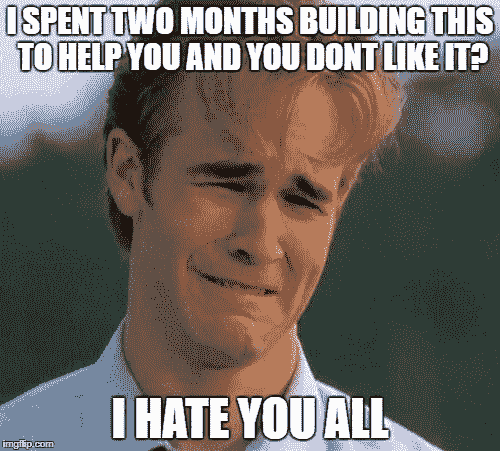 I SPENT TWO MONTHS BUILDING THIS
TO HELP YOU AND YOU DONT LIKE IT?
I HATE YOU ALL
imgflip.com